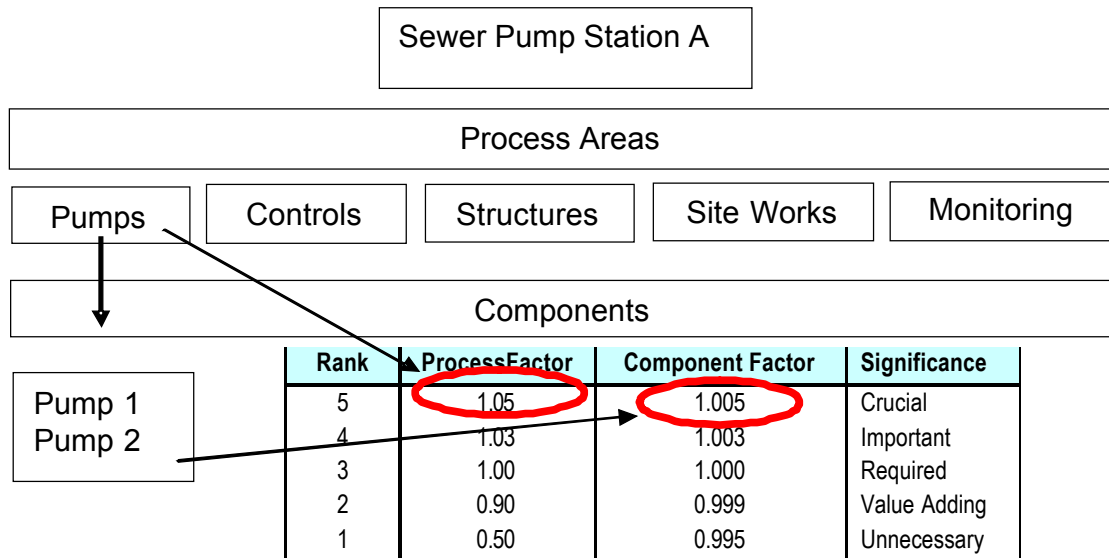 Sewer Pump Station A
Process Areas
Pumps Controls Structures Site Works Monitoring
Components
Pump 1
Pump 2
Rank ProcessFactor Component Factor Significance
5 1.05 1.005 Crucial
4 1.03 1.003 Important
3 1.00 1.000 Required
2 0.90 0.999 Value Adding
1 0.50 0.995 Unnecessary